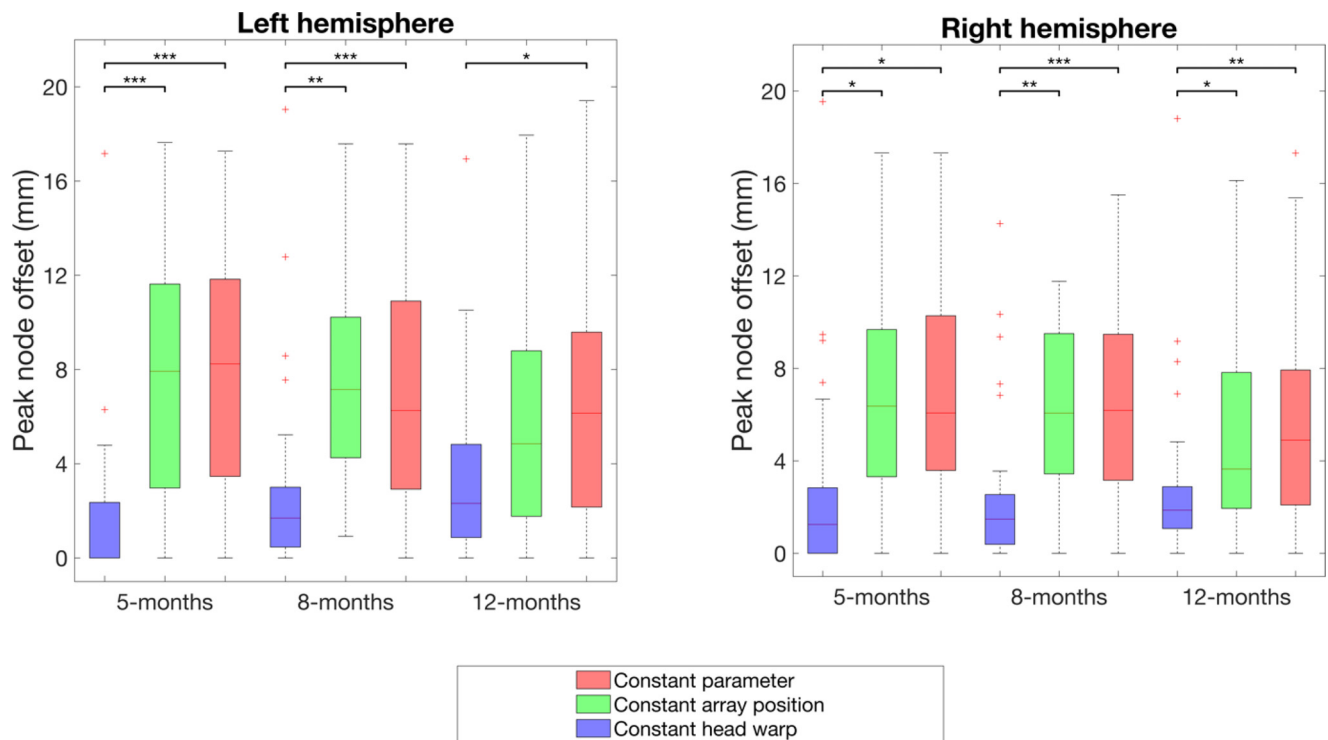 Left hemisphere
Peak node offset (mm)
20
16
12
8
4
0
***
***
***
**
*
5-months
8-months
12-months
Right hemisphere
Peak node offset (mm)
20
16
12
8
4
0
*
*
***
**
**
*
5-months
8-months
12-months
Constant parameter
Constant array position
Constant head warp